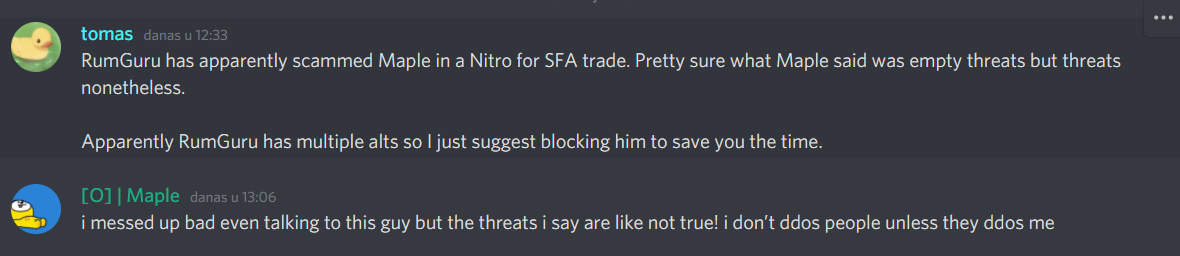 tomas danas u 12:33
RumGuru has apparently scammed Maple in a Nitro for SFA trade. Pretty sure what Maple said was empty threats but threats
nonetheless.
Apparently RumGuru has multiple alts so I just suggest blocking him to save you the time.
[O] | Maple danas u 13:06
i messed up bad even talking to this guy but the threats i say are like not true! i don’t ddos people unless they ddos me